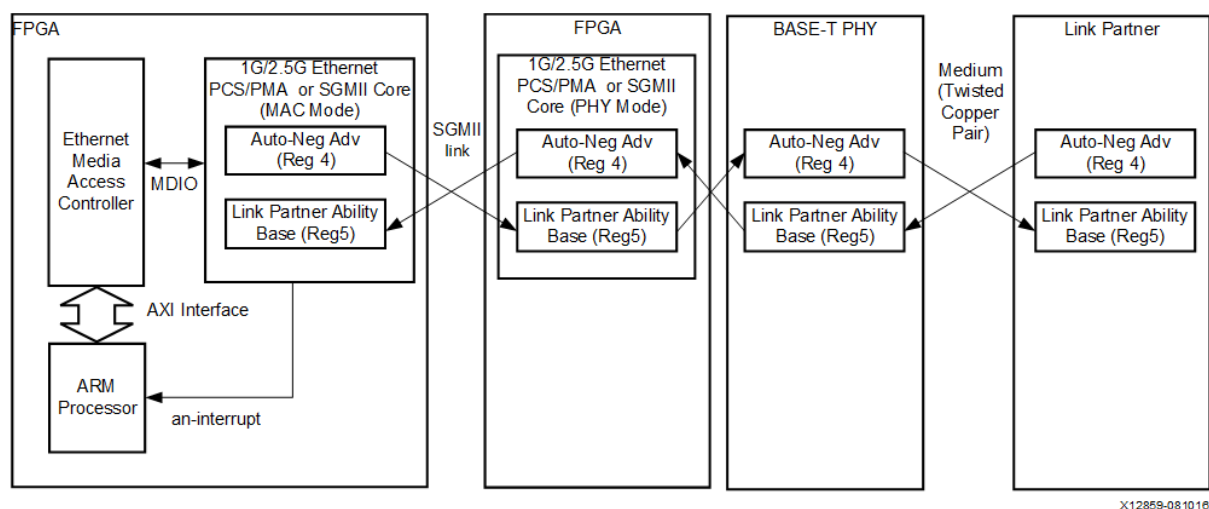 FPGA
1G/2.5G Ethernet
PCS/PMA or SGMII Core
(MAC Mode)
Auto-Neg Adv
(Reg 4)
Link Partner Ability
Base (Reg5)
Ethernet
Media
Access
Controller
MDIO
AXI Interface
ARM
Processor
an-interrupt
SGMII
link
FPGA
1G/2.5G Ethernet
PCS/PMA or SGMII
Core (PHY Mode)
Auto-Neg Adv
(Reg 4)
Link Partner Ability
Base (Reg5)
BASE-T PHY
Auto-Neg Adv
(Reg 4)
Link Partner Ability
Base (Reg5)
Medium
(Twisted
Copper
Pair)
Link Partner
Auto-Neg Adv
(Reg 4)
Link Partner Ability
Base (Reg5)
X12859-081016